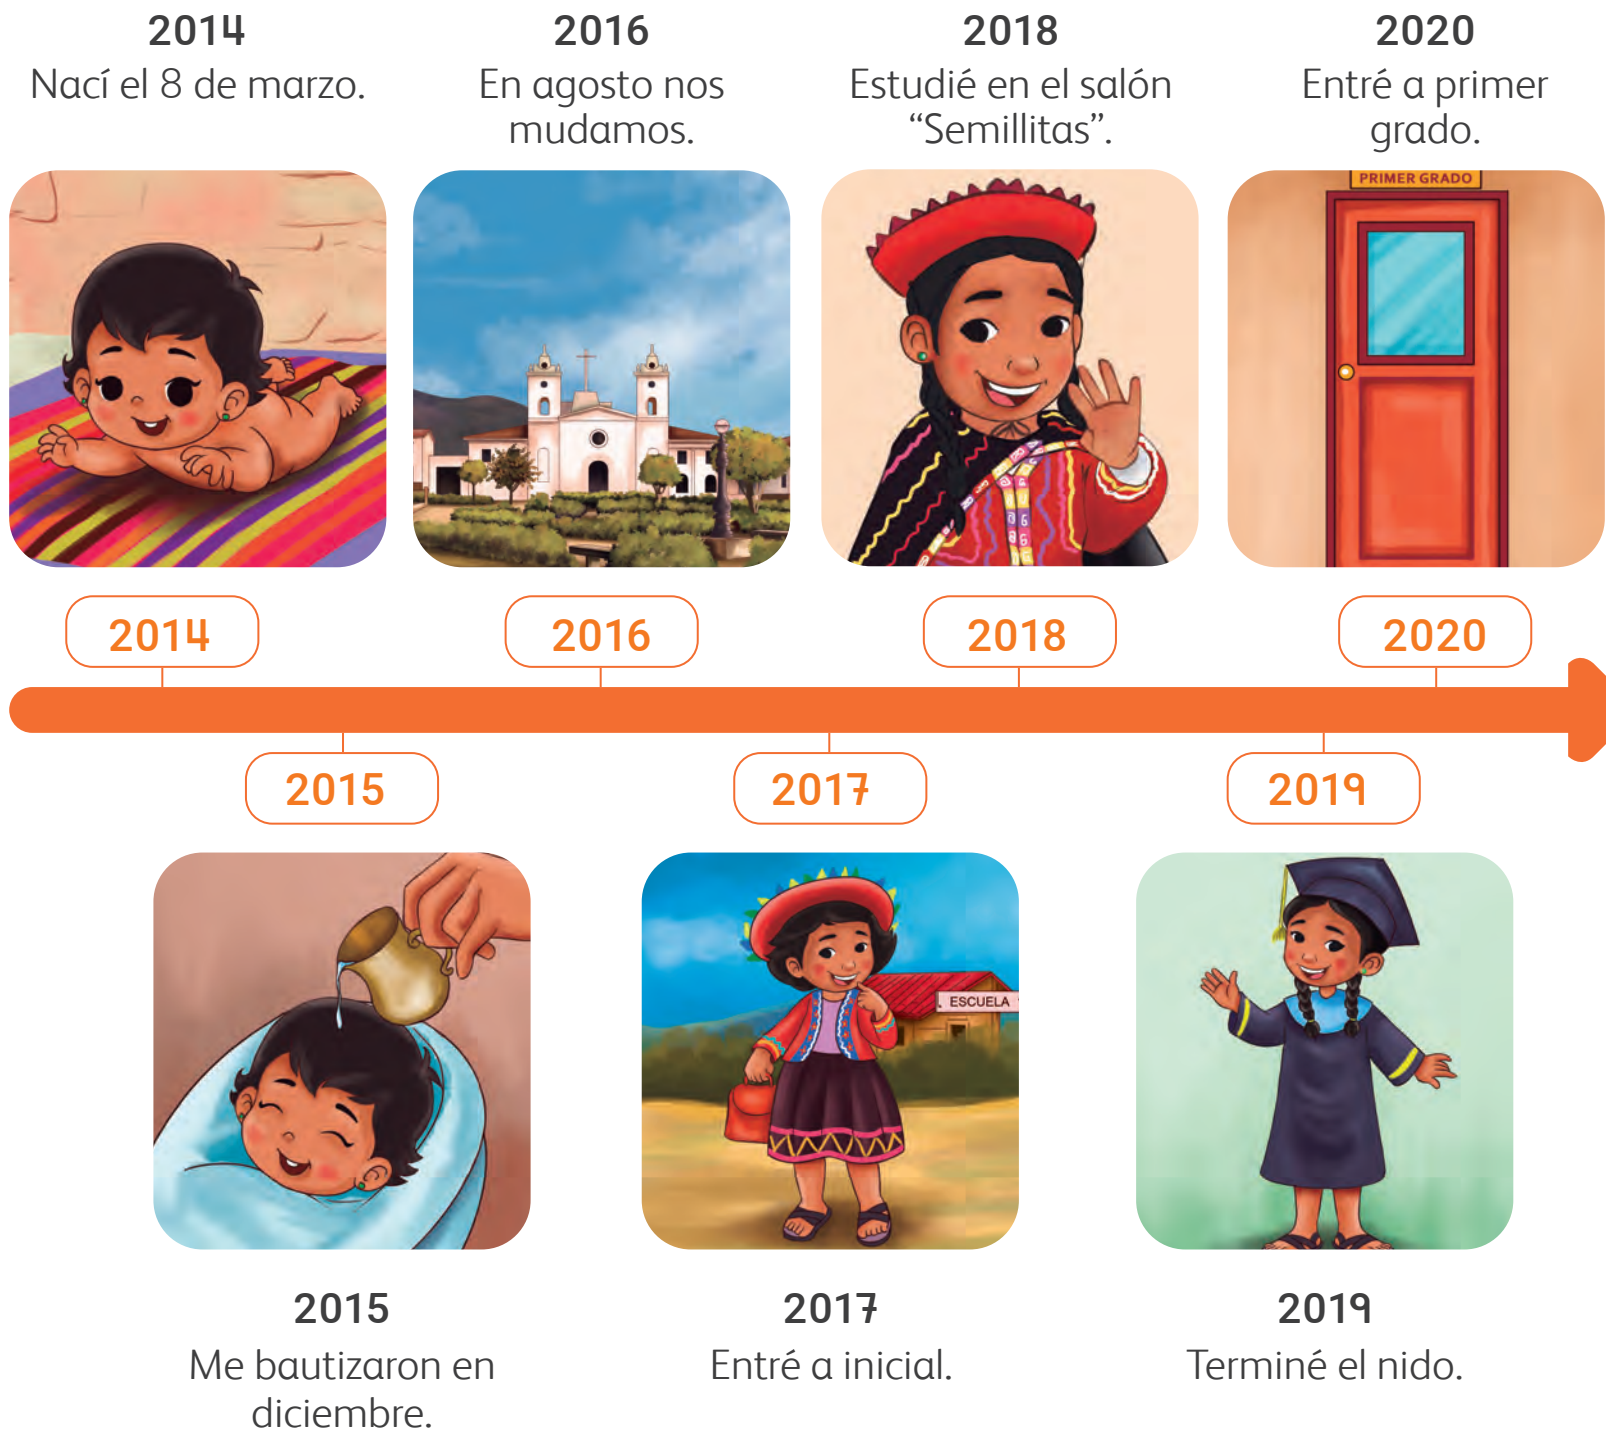 2014
Nací el 8 de marzo.
2016
En agosto nos
mudamos.
2018
Estudié en el salón
“Semillitas”.
2020
Entré a primer
grado.
PRIMER GRADO
2014
2016
2018
2020
2015
2017
2019
ESCUELA
2015
Me bautizaron en
diciembre.
2017
Entré a inicial.
2019
Terminé el nido.